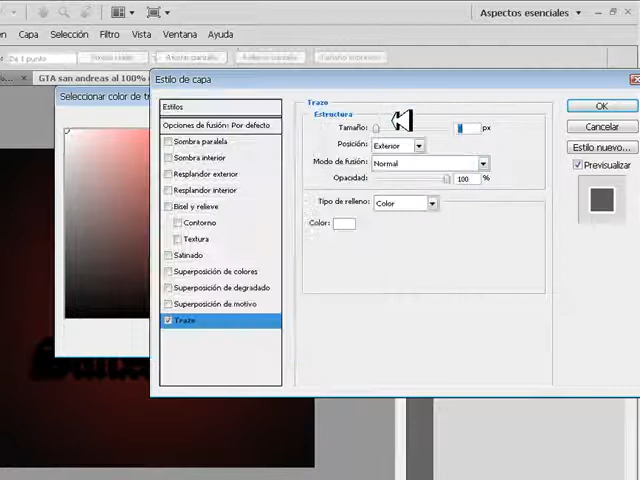 Aspectos esenciales
Capa Selección Filtro Vista Ventana Ayuda
De 1 punto
GTA san andreas al 100%
Seleccionar color de
Estilo de capa
Estilos
Opciones de fusión: Por defecto
Sombra paralela
Sombra interior
Resplandor exterior
Resplandor interior
Bisel y relieve
Contorno
Textura
Satinado
Superposición de colores
Superposición de degradado
Superposición de motivo
Trazo
Trazo
Estructura
Tamaño: px
Posición: Exterior
Modo de fusión: Normal
Opacidad: 100 %
Tipo de relleno: Color
Color:
OK
Cancelar
Estilo nuevo...
Previsualizar